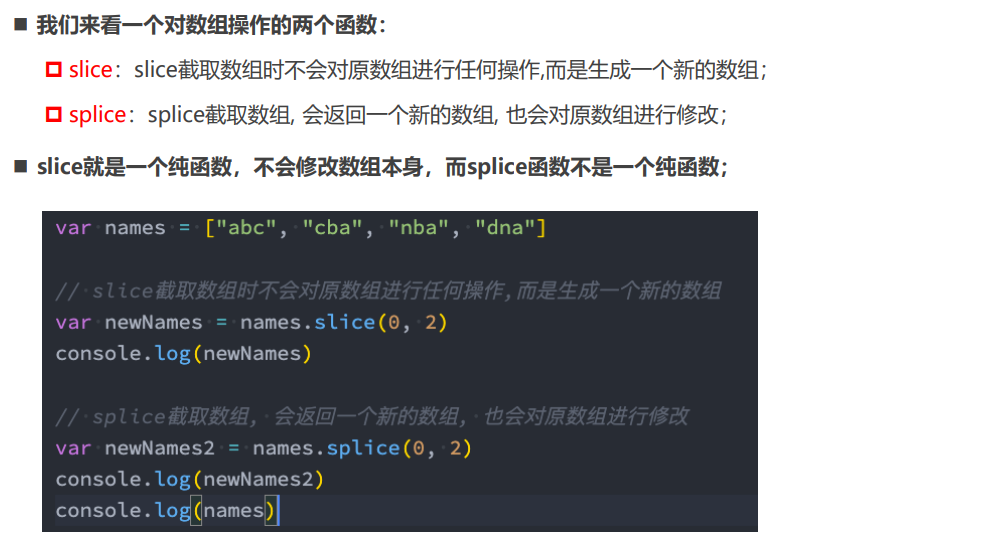 我们来看一个对数组操作的两个函数：
slice：slice截取数组时不会对原数组进行任何操作,而是生成一个新的数组；
splice：splice截取数组, 会返回一个新的数组, 也会对原数组进行修改；
slice就是一个纯函数，不会修改数组本身，而splice函数不是一个纯函数；
var names = ["abc", "cba", "nba", "dna"]
// slice截取数组时不会对原数组进行任何操作,而是生成一个新的数组
var newNames = names.slice(0, 2)
console.log(newNames)
// splice截取数组, 会返回一个新的数组, 也会对原数组进行修改
var newNames2 = names.splice(0, 2)
console.log(newNames2)
console.log(names)